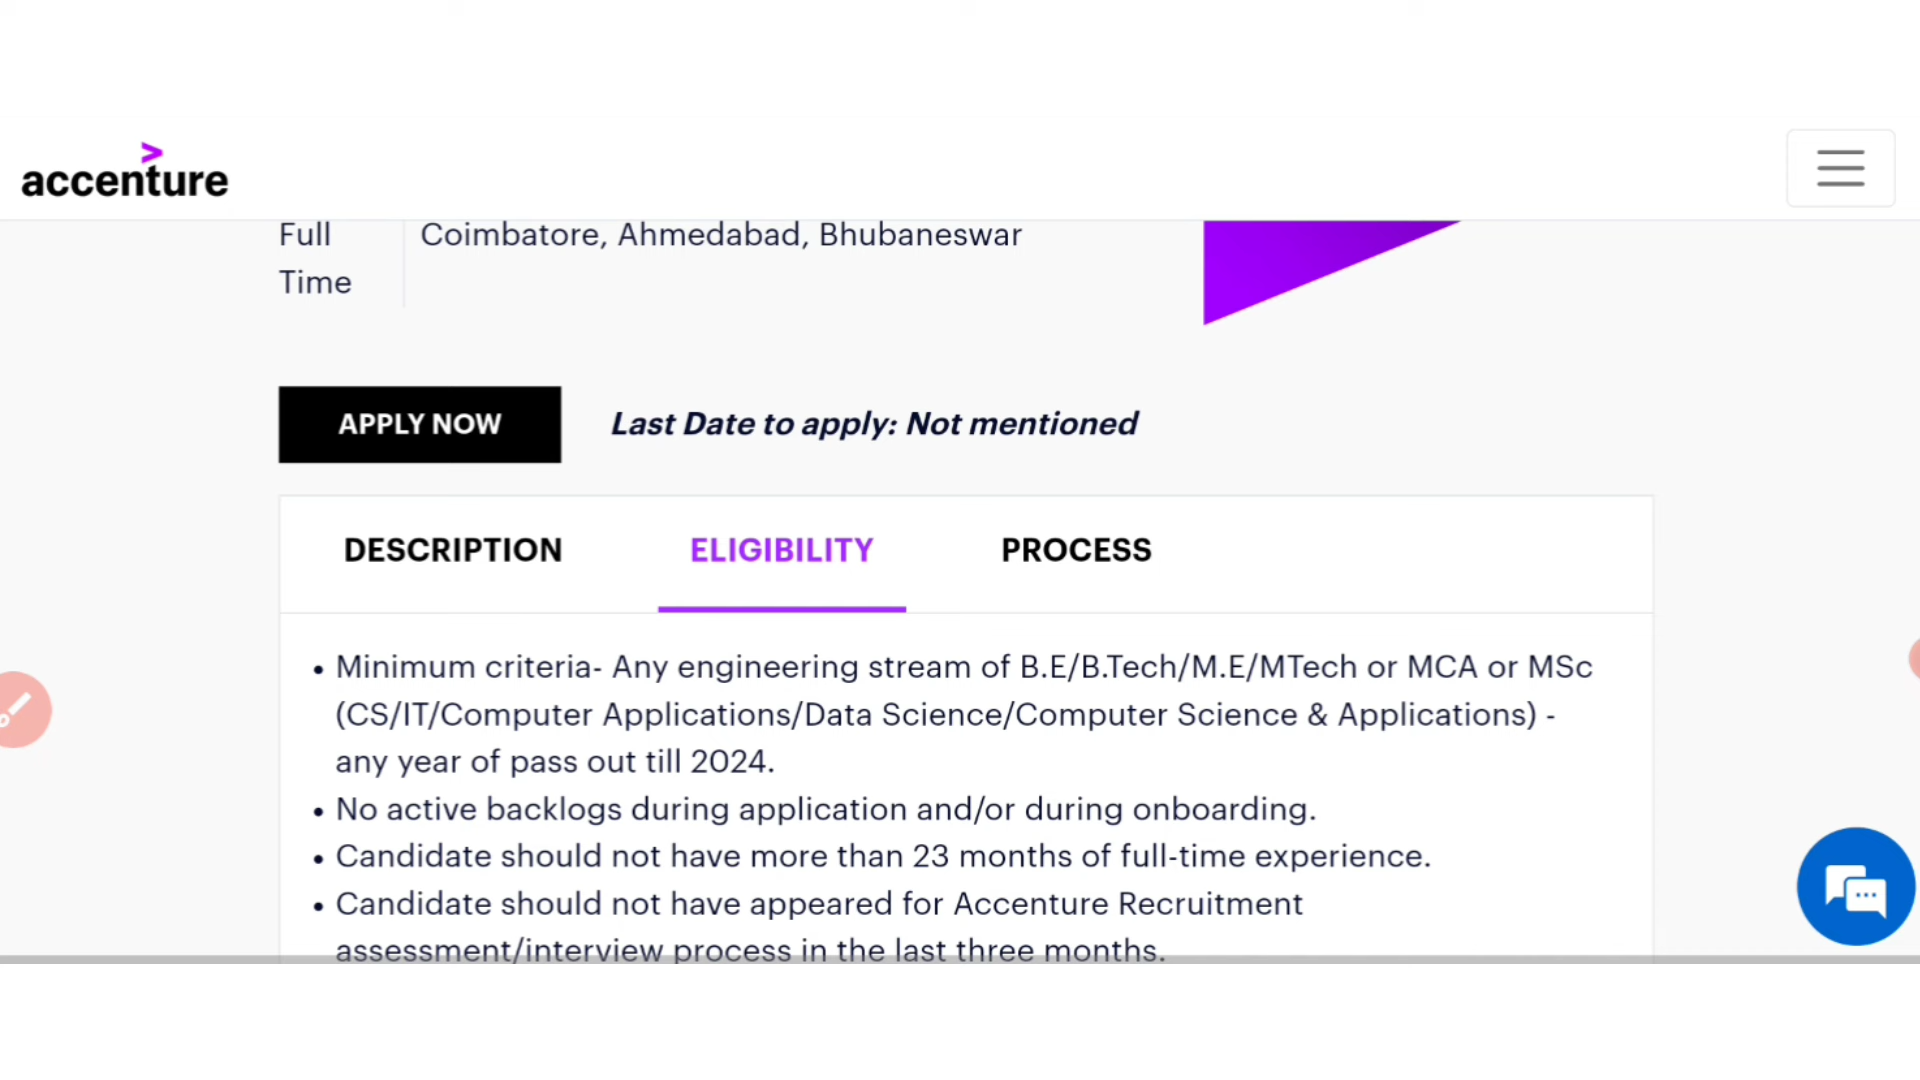 accenture
Full Coimbatore, Ahmedabad, Bhubaneswar
Time
APPLY NOW Last Date to apply: Not mentioned
DESCRIPTION ELIGIBILITY PROCESS
• Minimum criteria- Any engineering stream of B.E/B.Tech/M.E/MTech or MCA or MSc
(CS/IT/Computer Applications/Data Science/Computer Science & Applications) -
any year of pass out till 2024.
• No active backlogs during application and/or during onboarding.
• Candidate should not have more than 23 months of full-time experience.
• Candidate should not have appeared for Accenture Recruitment
assessment/interview process in the last three months.